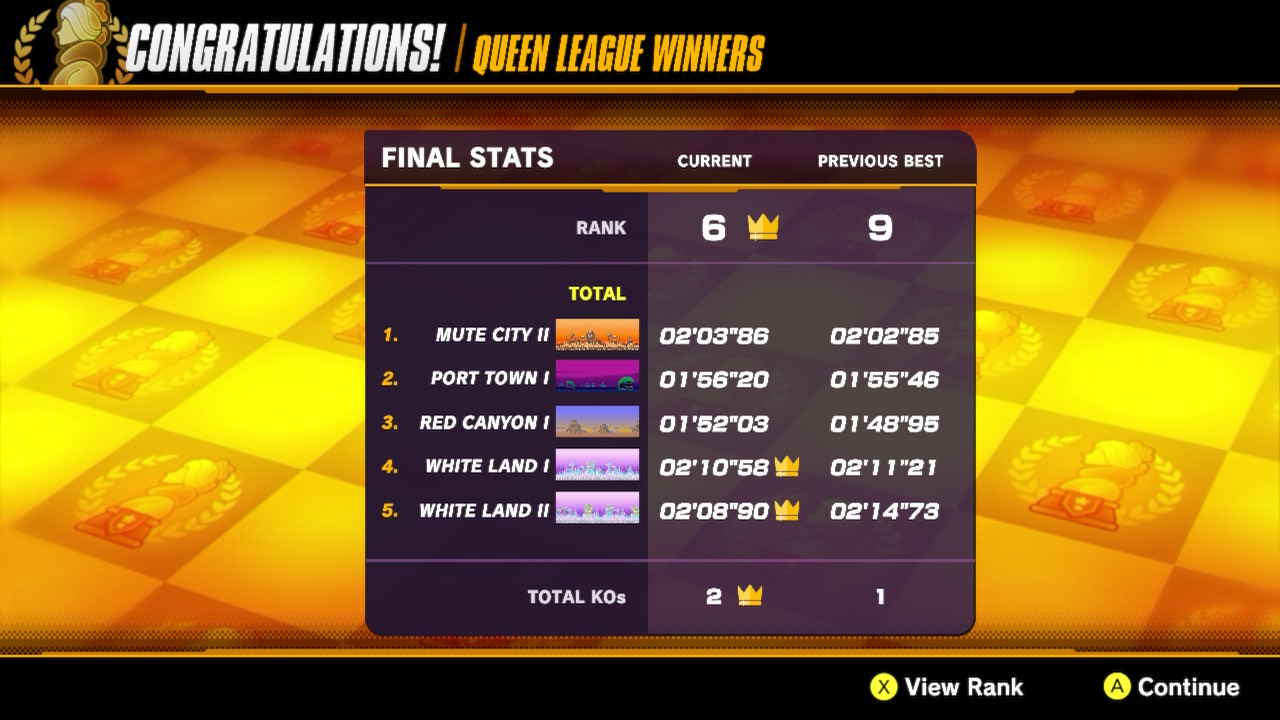 CONGRATULATIONS! / QUEEN LEAGUE WINNERS
FINAL STATS CURRENT PREVIOUS BEST
RANK 6 9
TOTAL
1. MUTE CITY II 02'03"86 02'02"85
2. PORT TOWN I 01'56"20 01'55"46
3. RED CANYON I 01'52"03 01'48"95
4. WHITE LAND I 02'10"58 02'11"21
5. WHITE LAND II 02'08"90 02'14"73
TOTAL KOs 2 1
X View Rank A Continue